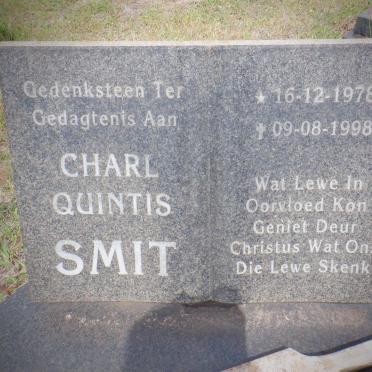 Gedenksteen Ter
Gedagtenis Aan
CHARL
QUINTIS
SMIT
★ 16-12-1978
✝ 09-08-1998
Wat Lewe In
Oorvloed Kon
Geniet Deur
Christus Wat On
Die Lewe Skenk